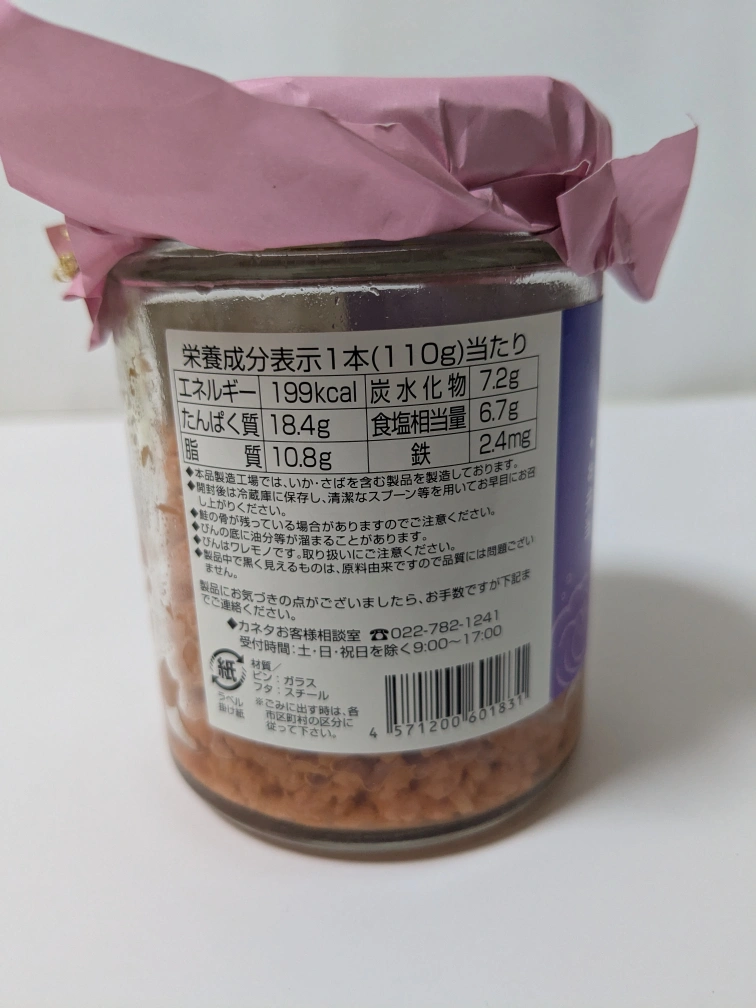 栄養成分表示1本(110g)当たり
エネルギー 199kcal 炭水化物 7.2g
たんぱく質 18.4g 食塩相当量 6.7g
脂質 10.8g 鉄 2.4mg
◆本品製造工場では、いか・さばを含む製品を製造しております。
◆開封後は冷蔵庫に保存し、清潔なスプーン等を用いてお早目にお召
し上がりください。
◆鮭の骨が残っている場合がありますのでご注意ください。
◆びんの底に油分等が溜まることがあります。
◆びんはワレモノです。取り扱いにご注意ください。
◆製品中で黒く見えるものは、原料由来ですので品質には問題ござい
ません。
製品にお気づきの点がございましたら、お手数ですが下記ま
でご連絡ください。
◆カネタお客様相談室 ☎022-782-1241
受付時間:土・日・祝日を除く9:00〜17:00
紙
ラベル
掛け紙
材質/
ビン:ガラス
フタ:スチール
※ごみに出す時は、各
市区町村の区分に
従って下さい。
4 571200 601831